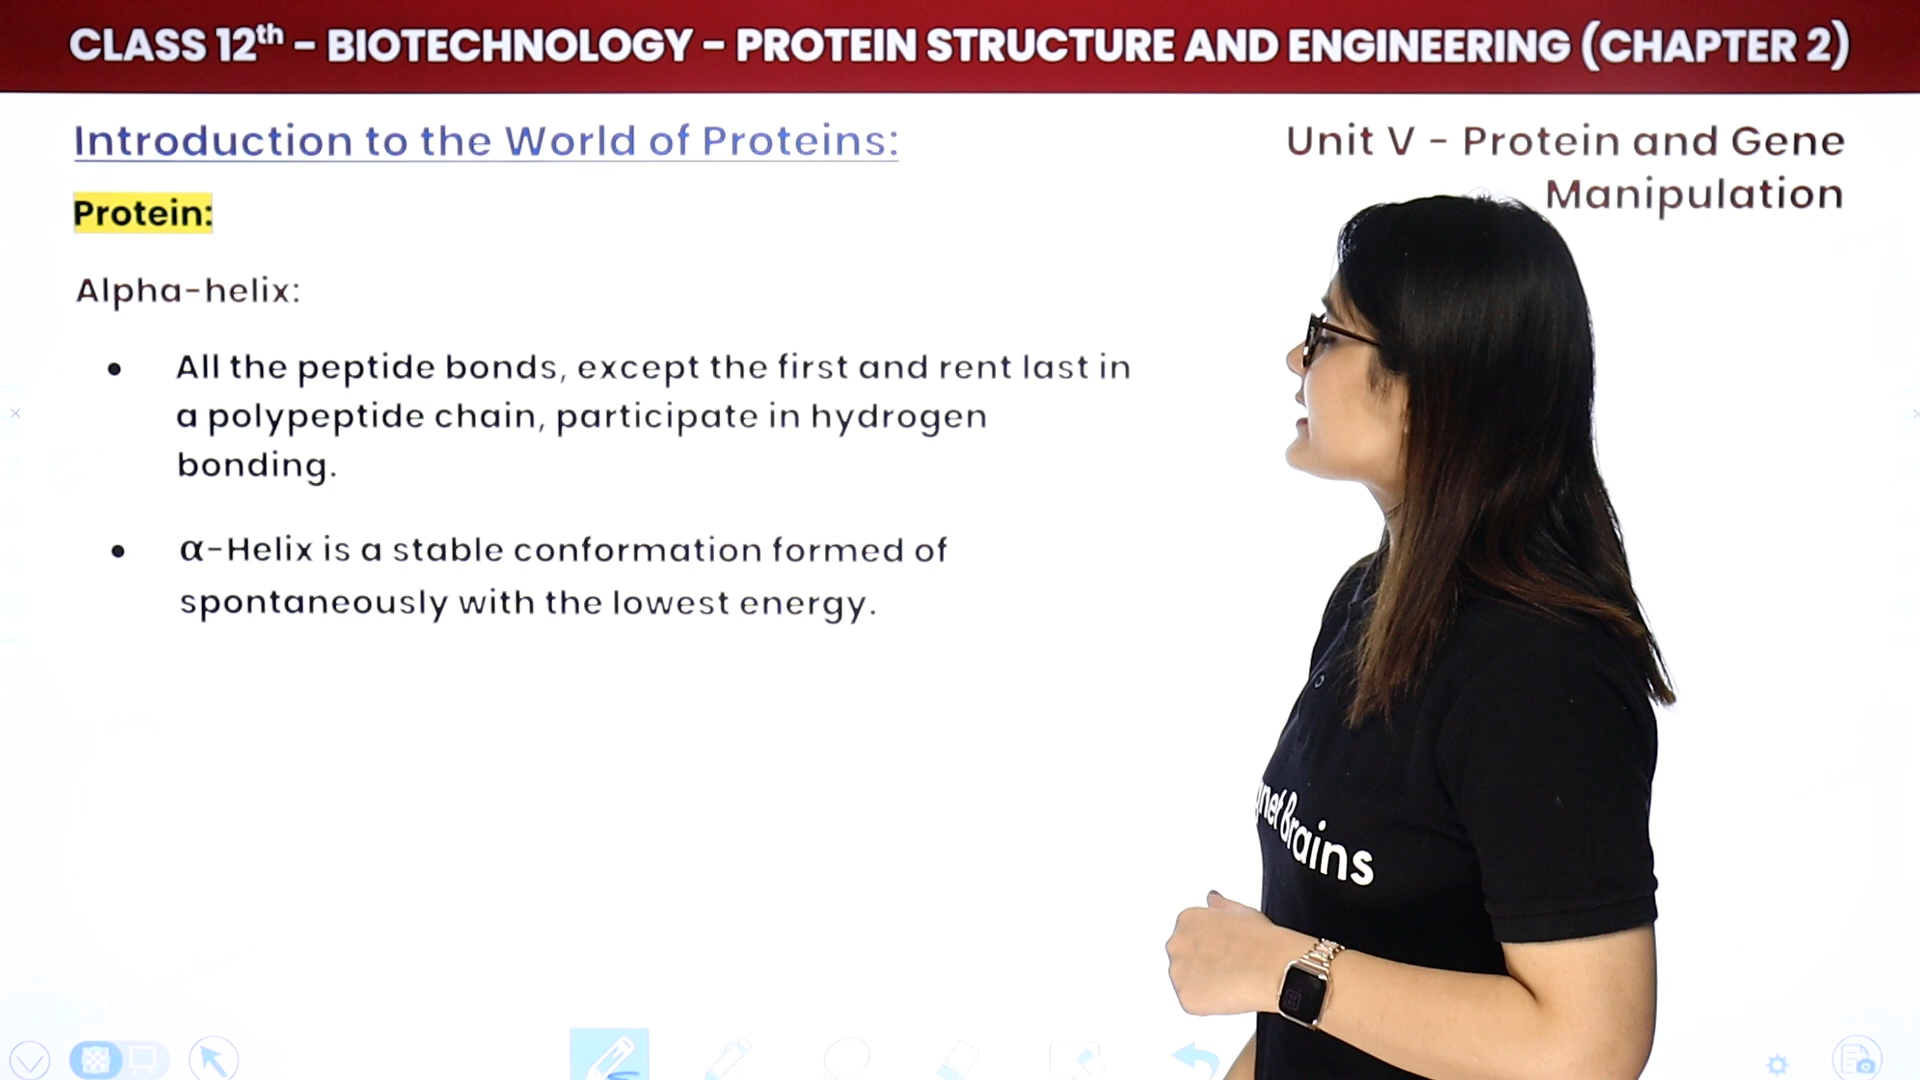 CLASS 12th – BIOTECHNOLOGY – PROTEIN STRUCTURE AND ENGINEERING (CHAPTER 2)
Introduction to the World of Proteins:
Unit V – Protein and Gene
Manipulation
Protein:
Alpha-helix:
• All the peptide bonds, except the first and rent last in
a polypeptide chain, participate in hydrogen
bonding.
• α-Helix is a stable conformation formed of
spontaneously with the lowest energy.
Brains